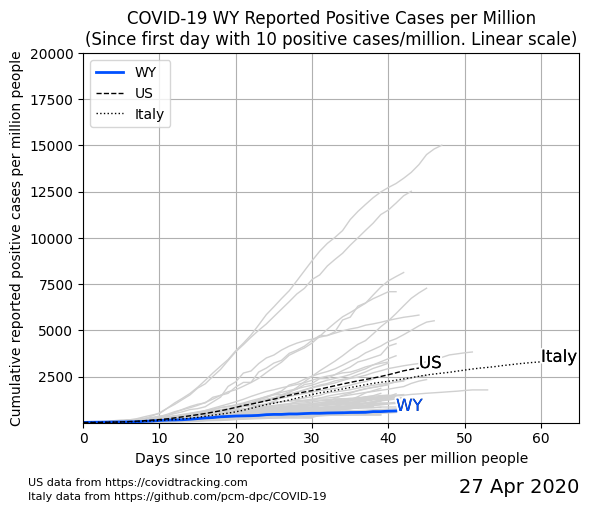 COVID-19 WY Reported Positive Cases per Million
(Since first day with 10 positive cases/million. Linear scale)
Cumulative reported positive cases per million people
20000
17500
15000
12500
10000
7500
5000
2500
WY
US
Italy
US
Italy
WY
0 10 20 30 40 50 60
Days since 10 reported positive cases per million people
US data from https://covidtracking.com
Italy data from https://github.com/pcm-dpc/COVID-19
27 Apr 2020